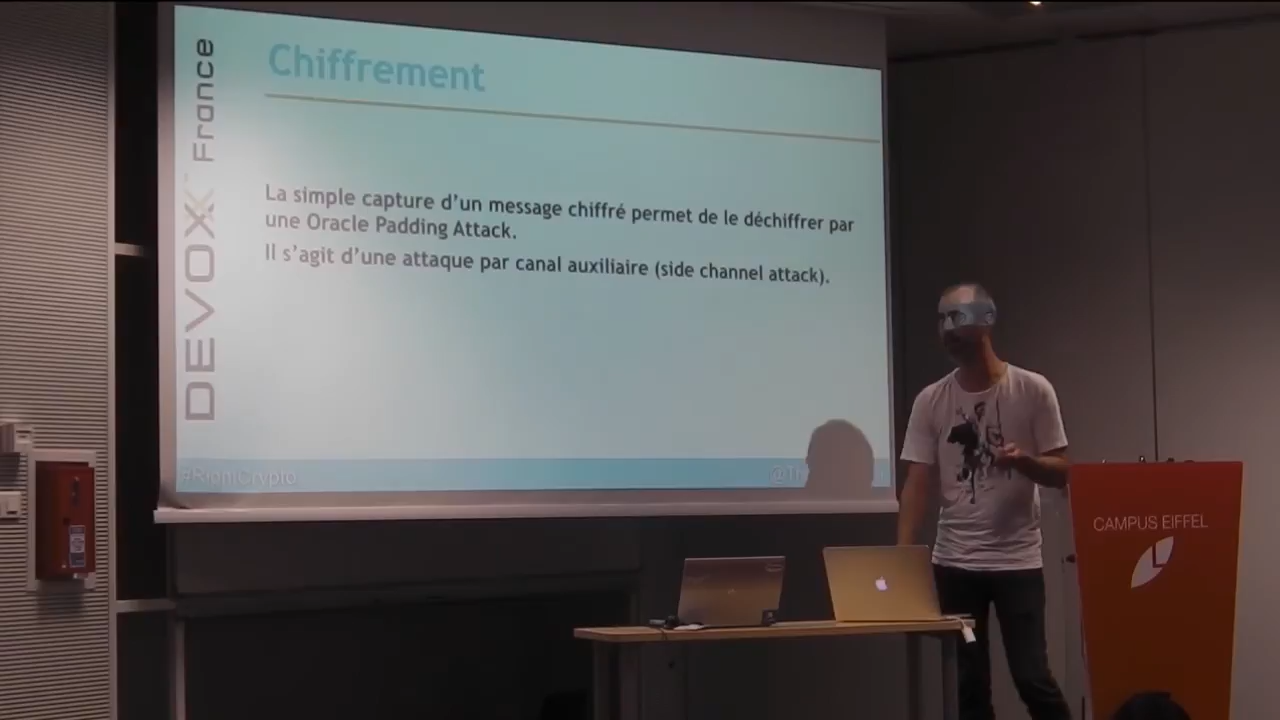 Chiffrement
DEVOXX France
La simple capture d'un message chiffré permet de le déchiffrer par
une Oracle Padding Attack.
Il s'agit d'une attaque par canal auxiliaire (side channel attack).
CAMPUS EIFFEL